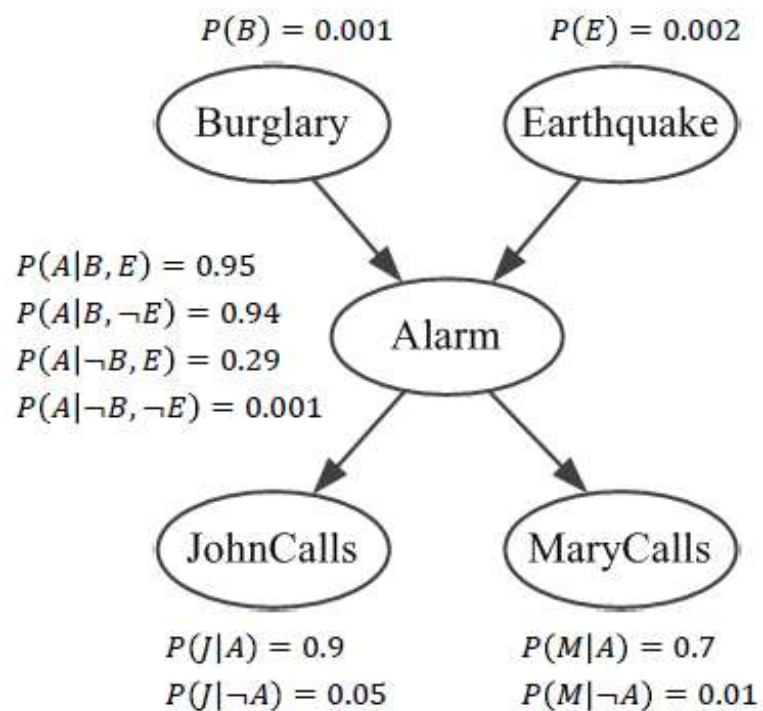 P(B) = 0.001
P(E) = 0.002
Burglary
Earthquake
P(A|B, E) = 0.95
P(A|B, ¬E) = 0.94
P(A|¬B, E) = 0.29
P(A|¬B, ¬E) = 0.001
Alarm
JohnCalls
MaryCalls
P(J|A) = 0.9
P(J|¬A) = 0.05
P(M|A) = 0.7
P(M|¬A) = 0.01